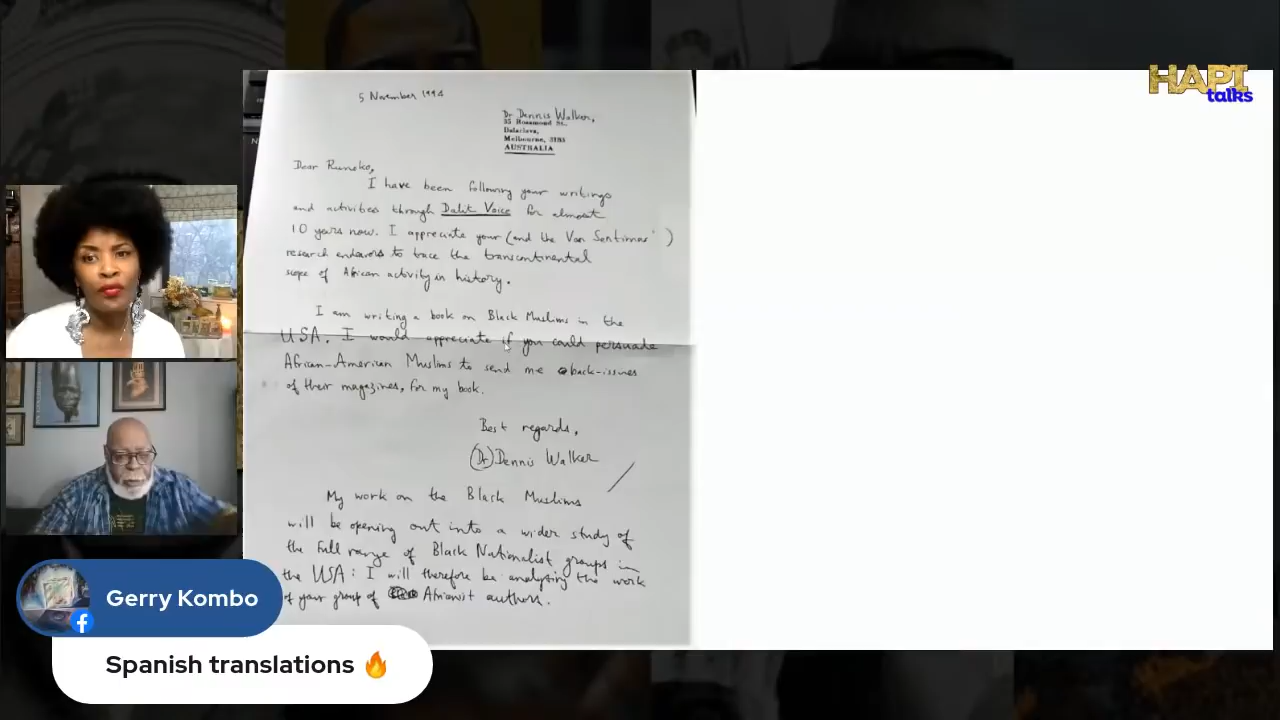 HAPI
talks
5 November 1994
Dr Dennis Walker,
35 Rosamond St.
Balaclava,
Melbourne, 3183
AUSTRALIA
Dear Runoko,
I have been following your writings
and activities through Dalit Voice for almost
10 years now. I appreciate your (and the Van Sertimas')
research endeavors to trace the transcontinental
scope of African activity in history.
I am writing a book on Black Muslims in the
USA. I would appreciate if you could persuade
African-American Muslims to send me back-issues
of their magazines, for my book.
Best regards,
(Dr) Dennis Walker
My work on the Black Muslims
will be opening out into a wider study of
the full range of Black Nationalist groups in
the USA: I will therefore be analysing the work
of your group of authors.
Gerry Kombo
Spanish translations 🔥